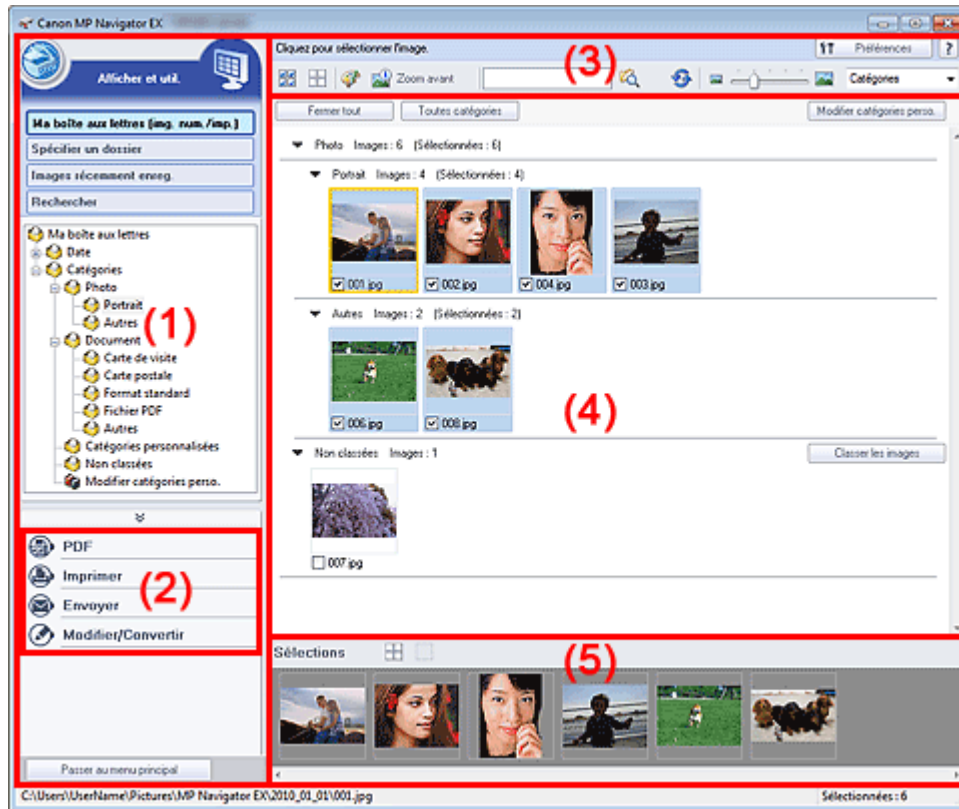 Canon MP Navigator EX
Cliquez pour sélectionner l'image.
(3)
Préférences
?
Afficher et util.
Zoom avant
Catégories
Ma boîte aux lettres (img. num./imp.)
Spécifier un dossier
Images récemment enreg.
Rechercher
Fermer tout
Toutes catégories
Modifier catégories perso.
Photo Images : 6 (Sélectionnées : 6)
Portrait Images : 4 (Sélectionnées : 4)
001.jpg
002.jpg
004.jpg
003.jpg
Autres Images : 2 (Sélectionnées : 2)
006.jpg
008.jpg
(4)
Non classées Images : 1
Classer les images
007.jpg
Ma boîte aux lettres
Date
Catégories
Photo
Portrait
Autres
(1)
Document
Carte de visite
Carte postale
Format standard
Fichier PDF
Autres
Catégories personnalisées
Non classées
Modifier catégories perso.
PDF
Imprimer
(2)
Envoyer
Modifier/Convertir
Sélections
(5)
Passer au menu principal
C:\Users\UserName\Pictures\MP Navigator EX\2010_01_01\001.jpg
Sélectionnées : 6